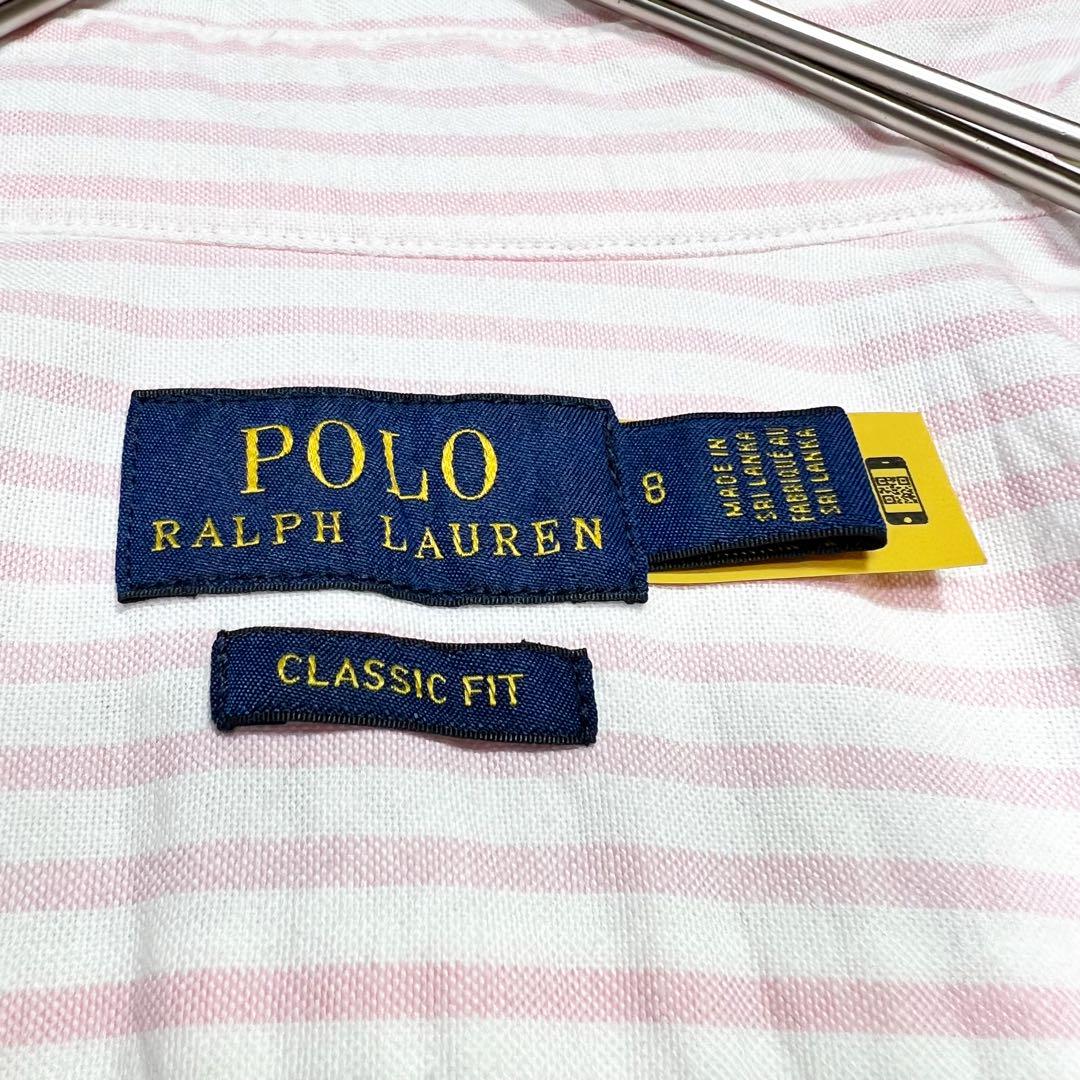 POLO
RALPH LAUREN
8
MADE IN
SRI LANKA
FABRIQUE AU
SRI LANKA
CLASSIC FIT